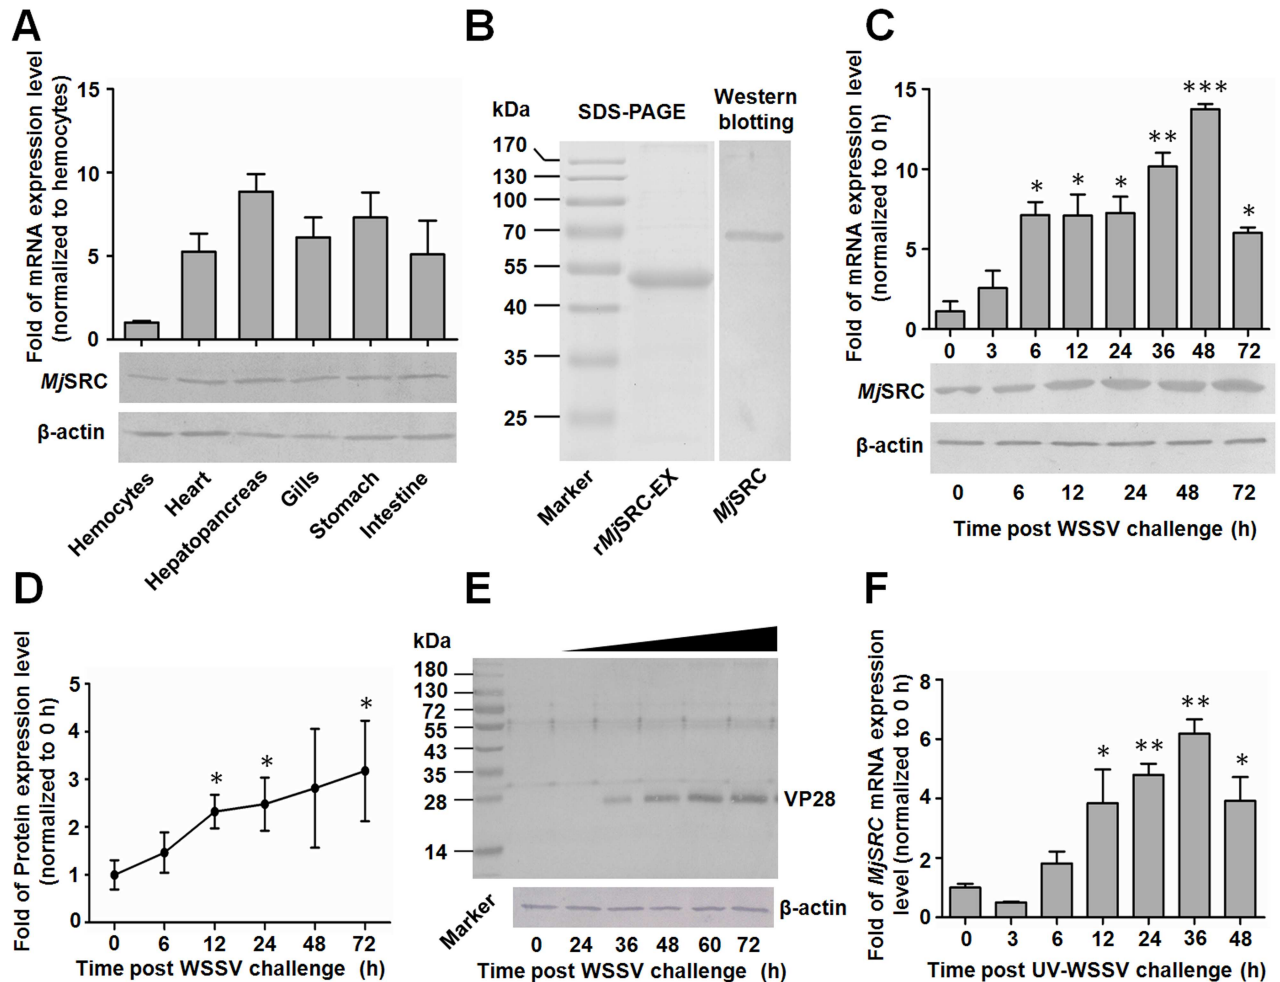 A
Fold of mRNA expression level
(normalized to hemocytes)
15
10
5
0
MjSRC
β-actin
Hemocytes
Heart
Hepatopancreas
Gills
Stomach
Intestine
B
kDa
SDS-PAGE
Western
blotting
170
130
100
70
55
40
35
25
Marker
rMjSRC-EX
MjSRC
C
Fold of mRNA expression level
(normalized to 0 h)
15
10
5
0
* * * ** *** *
0 3 6 12 24 36 48 72
MjSRC
β-actin
0 6 12 24 48 72
Time post WSSV challenge (h)
D
Fold of Protein expression level
(normalized to 0 h)
5
4
3
2
1
0
* * *
0 6 12 24 48 72
Time post WSSV challenge (h)
E
kDa
180
130
72
55
43
35
28
14
VP28
β-actin
Marker
0 24 36 48 60 72
Time post WSSV challenge (h)
F
Fold of MjSRC mRNA expression
level (normalized to 0 h)
8
6
4
2
0
* ** ** *
0 3 6 12 24 36 48
Time post UV-WSSV challenge (h)